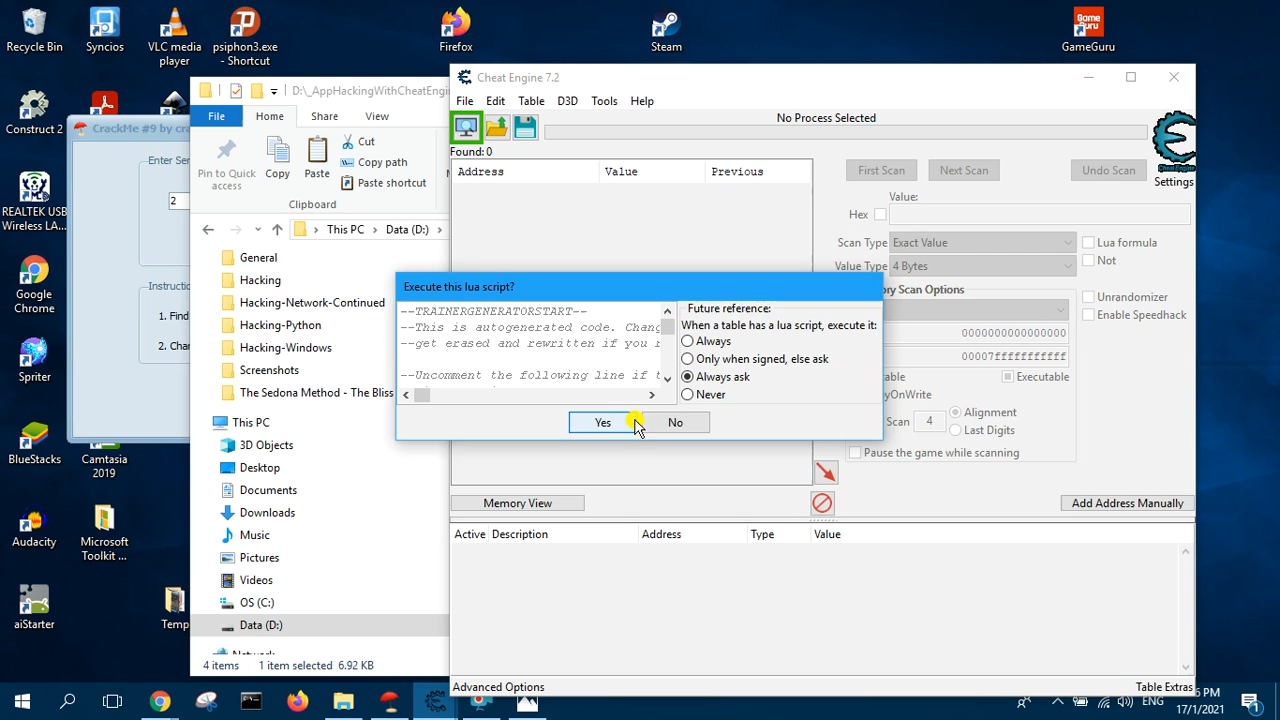 Recycle Bin
Syncios
VLC media
player
psiphon3.exe
- Shortcut
Firefox
Steam
GameGuru
Construct 2
REALTEK USB
Wireless LA...
Google
Chrome
Spriter
BlueStacks
Camtasia
2019
Audacity
Microsoft
Toolkit ...
aiStarter
Temp
CrackMe #9 by cra
Enter Ser
2
Instructio
1. Find
2. Chan
D:\_AppHackingWithCheatEngi
File
Home
Share
View
Pin to Quick
access
Copy
Paste
Cut
Copy path
Paste shortcut
Clipboard
This PC
Data (D:)
General
Hacking
Hacking-Network-Continued
Hacking-Python
Hacking-Windows
Screenshots
The Sedona Method - The Bliss
This PC
3D Objects
Desktop
Documents
Downloads
Music
Pictures
Videos
OS (C:)
Data (D:)
4 items
1 item selected 6.92 KB
Cheat Engine 7.2
File Edit Table D3D Tools Help
No Process Selected
Found: 0
Address
Value
Previous
First Scan
Next Scan
Undo Scan
Settings
Value:
Hex
Scan Type
Exact Value
Lua formula
Value Type
4 Bytes
Not
ory Scan Options
Unrandomizer
Enable Speedhack
0000000000000000
00007fffffffffff
able
Executable
yOnWrite
Scan
4
Alignment
Last Digits
Pause the game while scanning
Memory View
Add Address Manually
Active Description
Address
Type
Value
Advanced Options
Table Extras
Execute this lua script?
--TRAINERGENERATORSTART--
--This is autogenerated code. Chang
--get erased and rewritten if you r
--Uncomment the following line if t
Future reference:
When a table has a lua script, execute it:
Always
Only when signed, else ask
Always ask
Never
Yes
No
ENG
6 PM
17/1/2021
1